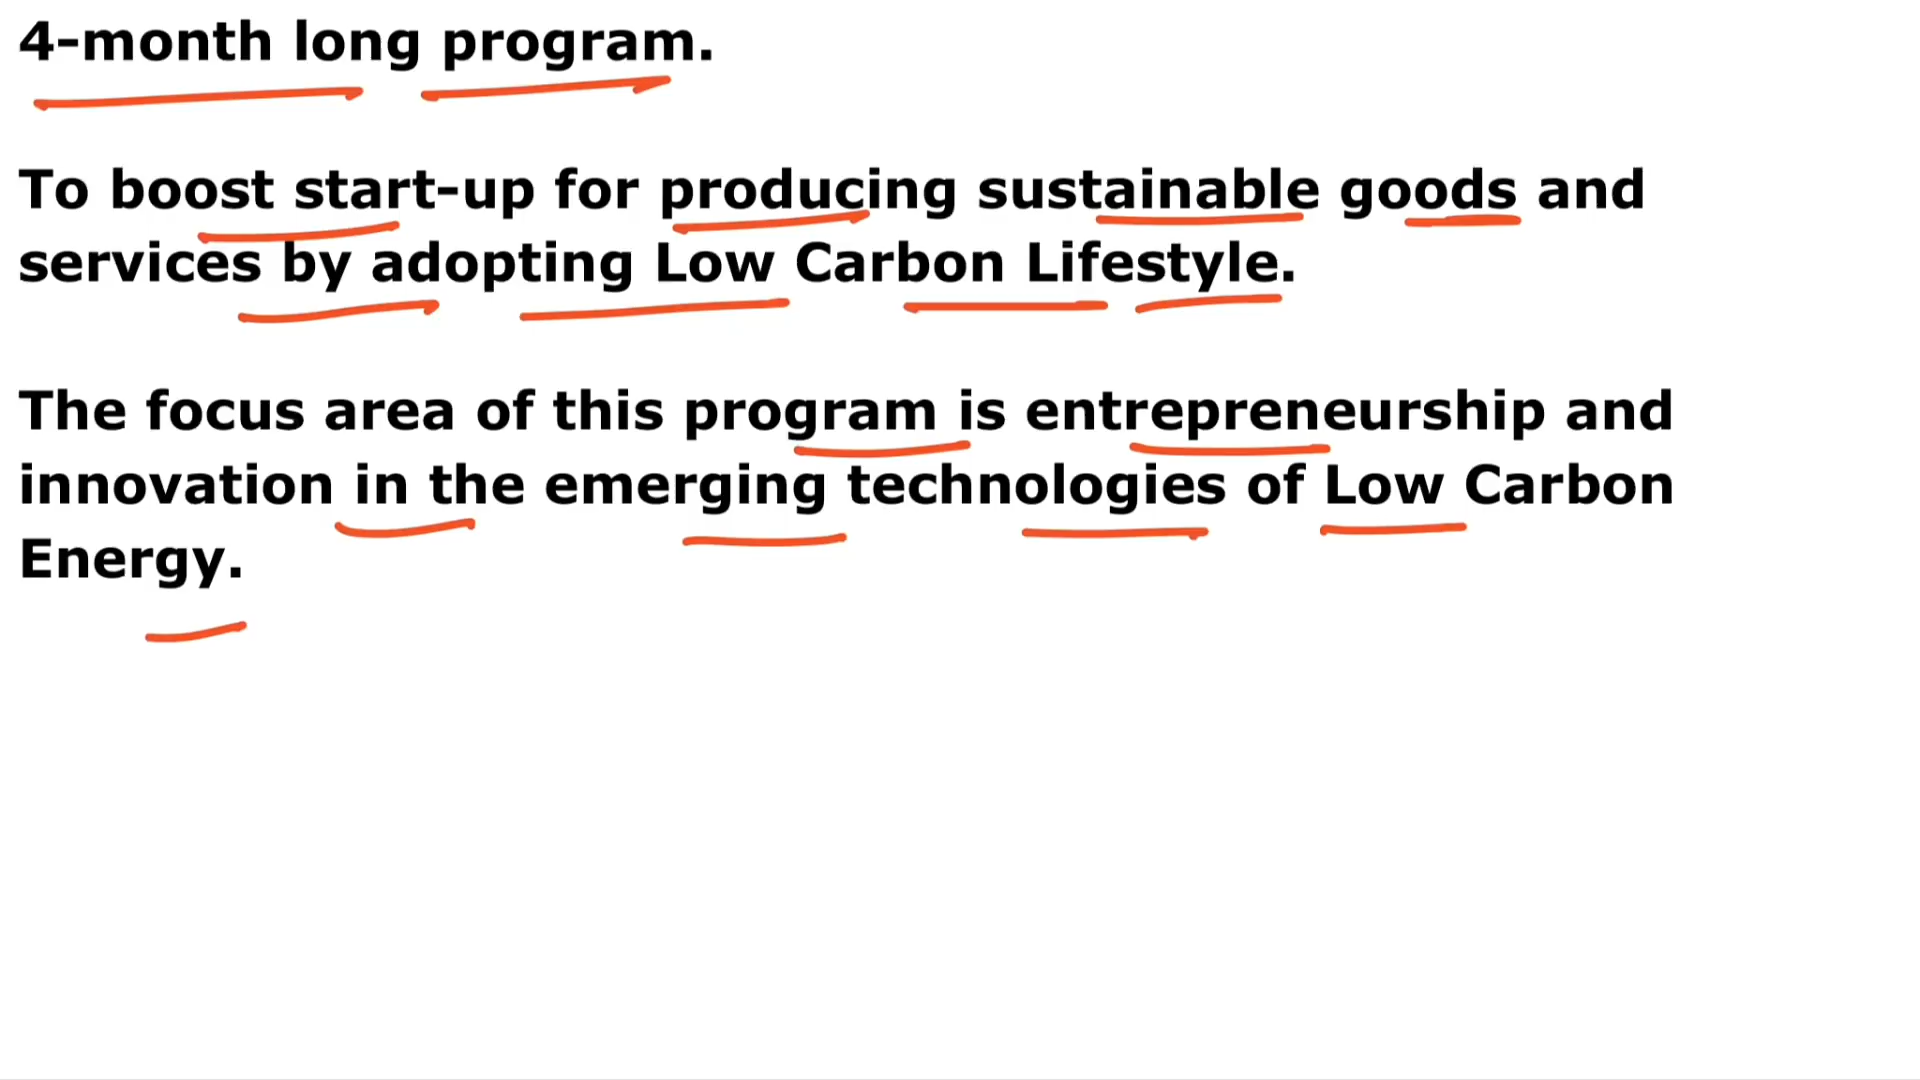 4-month long program.
To boost start-up for producing sustainable goods and
services by adopting Low Carbon Lifestyle.
The focus area of this program is entrepreneurship and
innovation in the emerging technologies of Low Carbon
Energy.